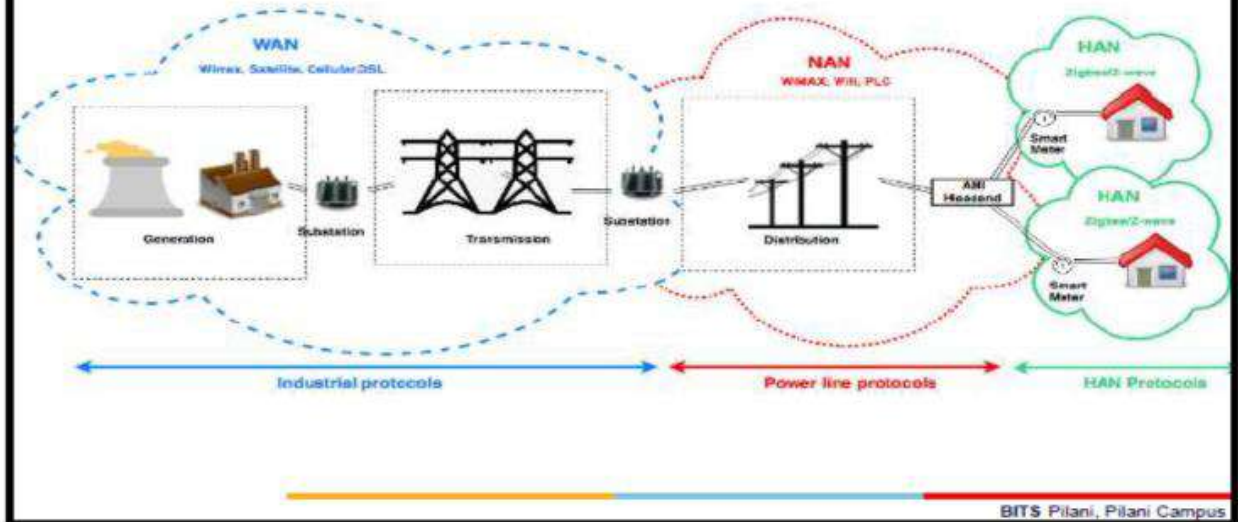 WAN
Wimax, Satellite, Cellular, DSL
NAN
WiMAX, Wifi, PLC
HAN
Zigbee/Z-wave
Smart
Meter
Generation
Substation
Transmission
Substation
Distribution
AMI
HAN
Zigbee/Z-wave
Smart
Meter
Industrial protocols
Power line protocols
HAN Protocols
BITS Pilani, Pilani Campus